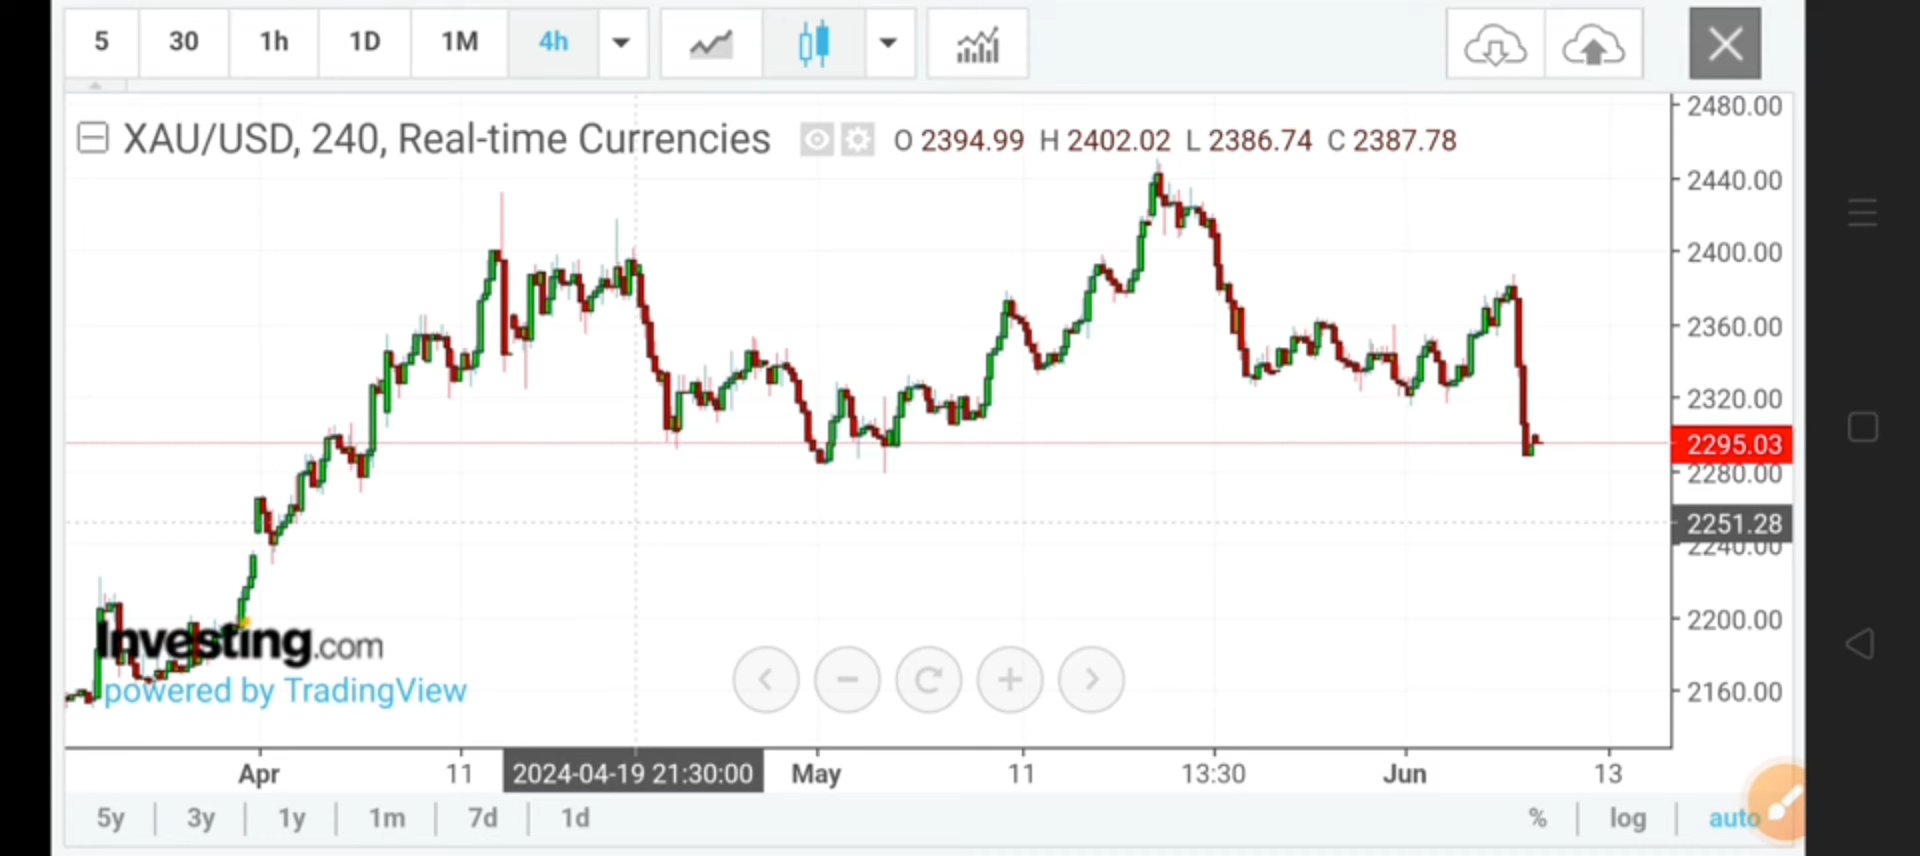 5 30 1h 1D 1M 4h
XAU/USD, 240, Real-time Currencies O 2394.99 H 2402.02 L 2386.74 C 2387.78
2480.00
2440.00
2400.00
2360.00
2320.00
2295.03
2280.00
2251.28
2240.00
2200.00
2160.00
Investing.com
powered by TradingView
Apr 11 2024-04-19 21:30:00 May 11 13:30 Jun 13
5y 3y 1y 1m 7d 1d % log auto